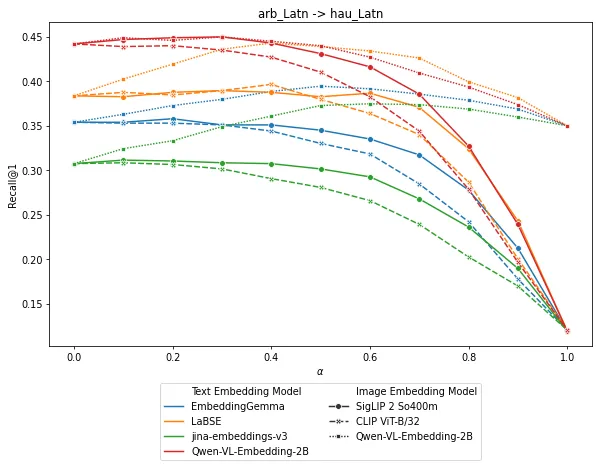 arb_Latn -> hau_Latn
Recall@1
0.45
0.40
0.35
0.30
0.25
0.20
0.15
0.0 0.2 0.4 0.6 0.8 1.0
α
Text Embedding Model Image Embedding Model
EmbeddingGemma SigLIP 2 So400m
LaBSE CLIP ViT-B/32
jina-embeddings-v3 Qwen-VL-Embedding-2B
Qwen-VL-Embedding-2B